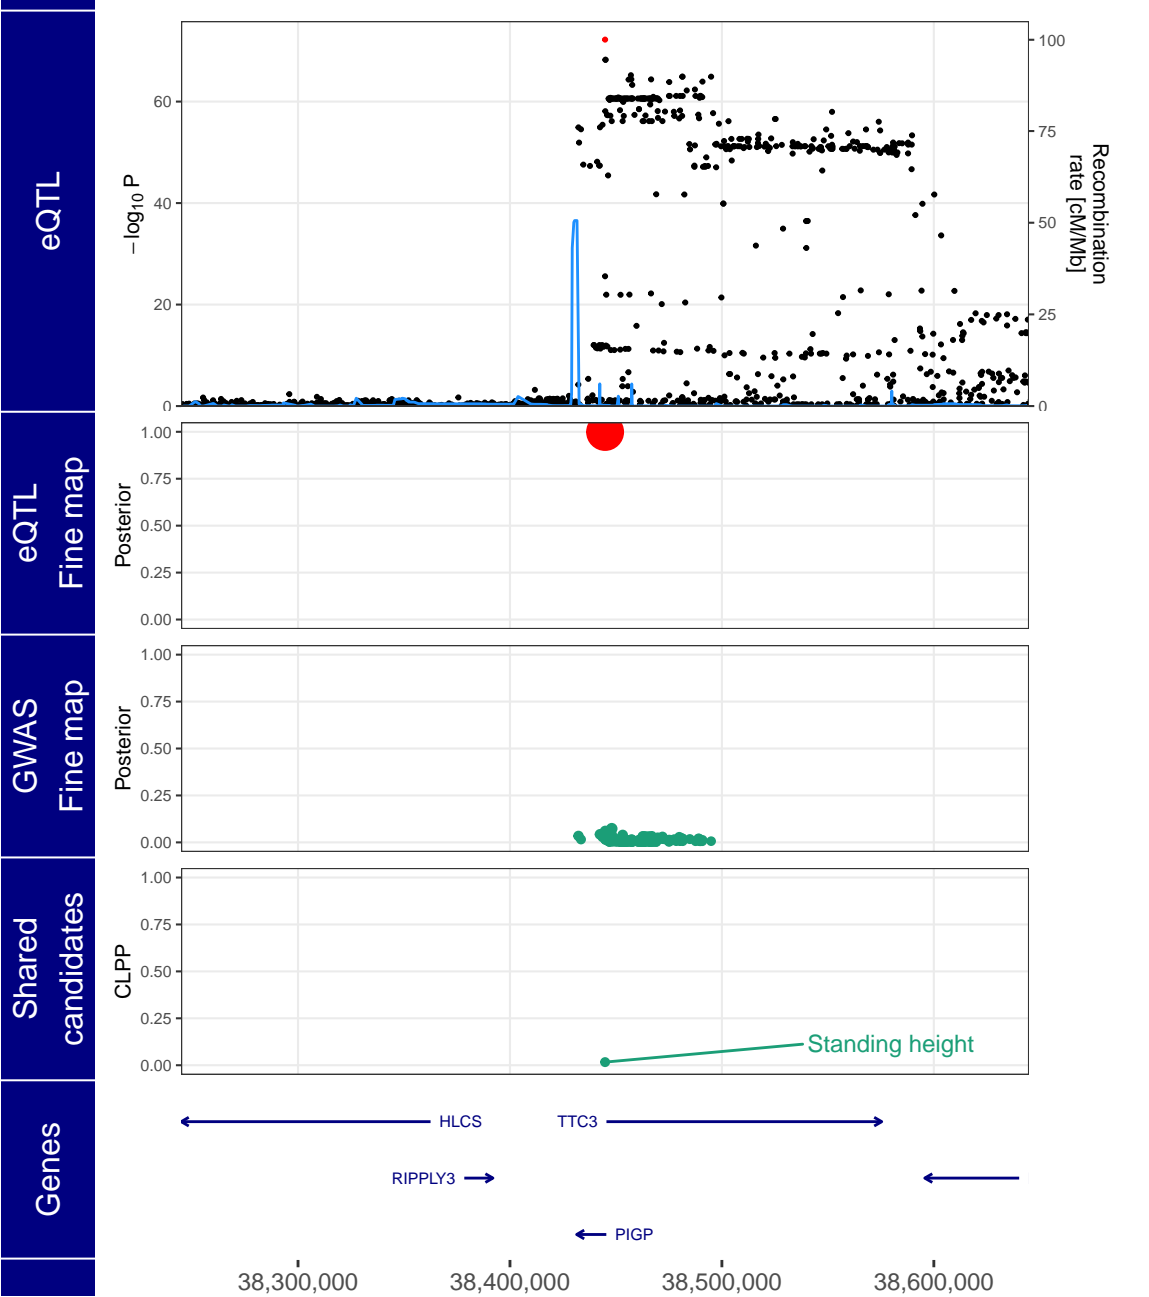 eQTL
−log10 P
60
40
20
0
100
75
50
25
0
Recombination
rate [cM/Mb]
eQTL
Fine map
Posterior
1.00
0.75
0.50
0.25
0.00
GWAS
Fine map
Posterior
1.00
0.75
0.50
0.25
0.00
Shared
candidates
CLPP
1.00
0.75
0.50
0.25
0.00
Standing height
Genes
HLCS
TTC3
RIPPLY3
PIGP
38,300,000
38,400,000
38,500,000
38,600,000